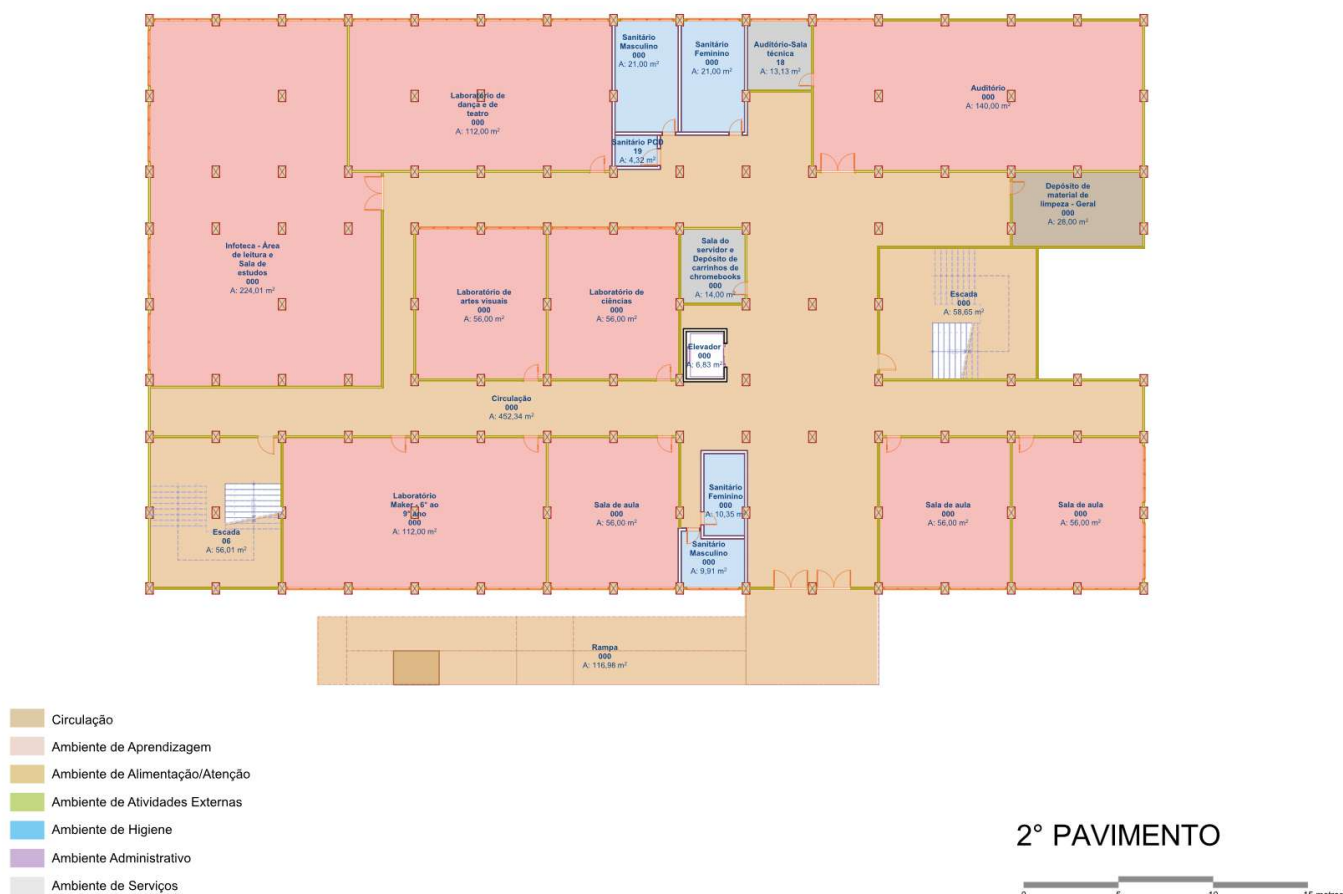 Sanitário
Masculino
000
A: 21,00 m²
Sanitário
Feminino
000
A: 21,00 m²
Auditório-Sala
técnica
18
A: 13,13 m²
Laboratório de
dança e de
teatro
000
A: 112,00 m²
Auditório
000
A: 140,00 m²
Sanitário PCD
19
A: 4,32 m²
Depósito de
material de
limpeza - Geral
000
A: 28,00 m²
Infoteca - Área
de leitura e
Sala de
estudos
000
A: 224,01 m²
Laboratório de
artes visuais
000
A: 56,00 m²
Laboratório de
ciências
000
A: 56,00 m²
Sala do
servidor e
Depósito de
carrinhos de
chromebooks
000
A: 14,00 m²
Escada
000
A: 58,65 m²
Elevador
000
A: 6,83 m²
Circulação
000
A: 452,34 m²
Escada
06
A: 56,01 m²
Laboratório
Maker - 6° ao
9° ano
000
A: 112,00 m²
Sala de aula
000
A: 56,00 m²
Sanitário
Feminino
000
A: 10,35 m²
Sanitário
Masculino
000
A: 9,91 m²
Sala de aula
000
A: 56,00 m²
Sala de aula
000
A: 56,00 m²
Rampa
000
A: 116,98 m²
Circulação
Ambiente de Aprendizagem
Ambiente de Alimentação/Atenção
Ambiente de Atividades Externas
Ambiente de Higiene
Ambiente Administrativo
Ambiente de Serviços
2° PAVIMENTO
0 5 10 15 metros